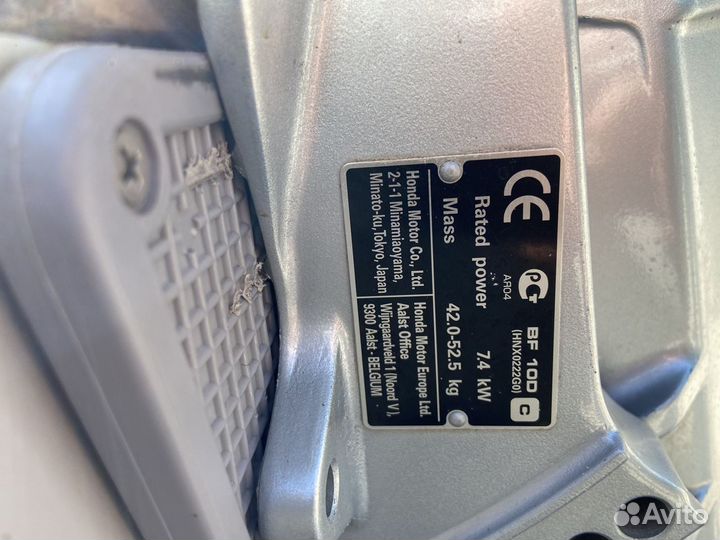 CE
РСТ
АЯ04
BF 10D
(HNX0222G0)
C
Rated power 7.4 kW
Mass 42.0-52.5 kg
Honda Motor Co., Ltd.
2-1-1 Minamiaoyama,
Minato-ku,Tokyo, Japan
Honda Motor Europe Ltd.
Aalst Office
Wijngaardveld 1 (Noord V),
9300 Aalst - BELGIUM
Avito